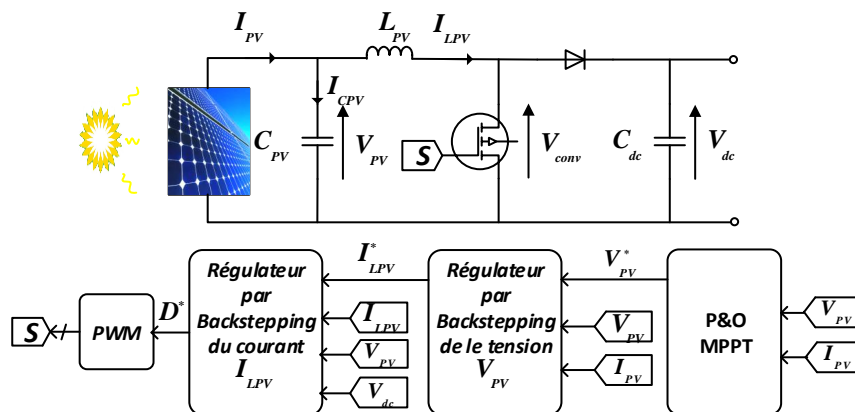 I_PV
L_PV
I_LPV
I_CPV
C_PV
V_PV
S
V_conv
C_dc
V_dc
I*_LPV
V*_PV
D*
S
PWM
Régulateur
par
Backstepping
du courant
I_LPV
I_LPV
V_PV
V_dc
Régulateur
par
Backstepping
de le tension
V_PV
V_PV
I_PV
P&O
MPPT
V_PV
I_PV